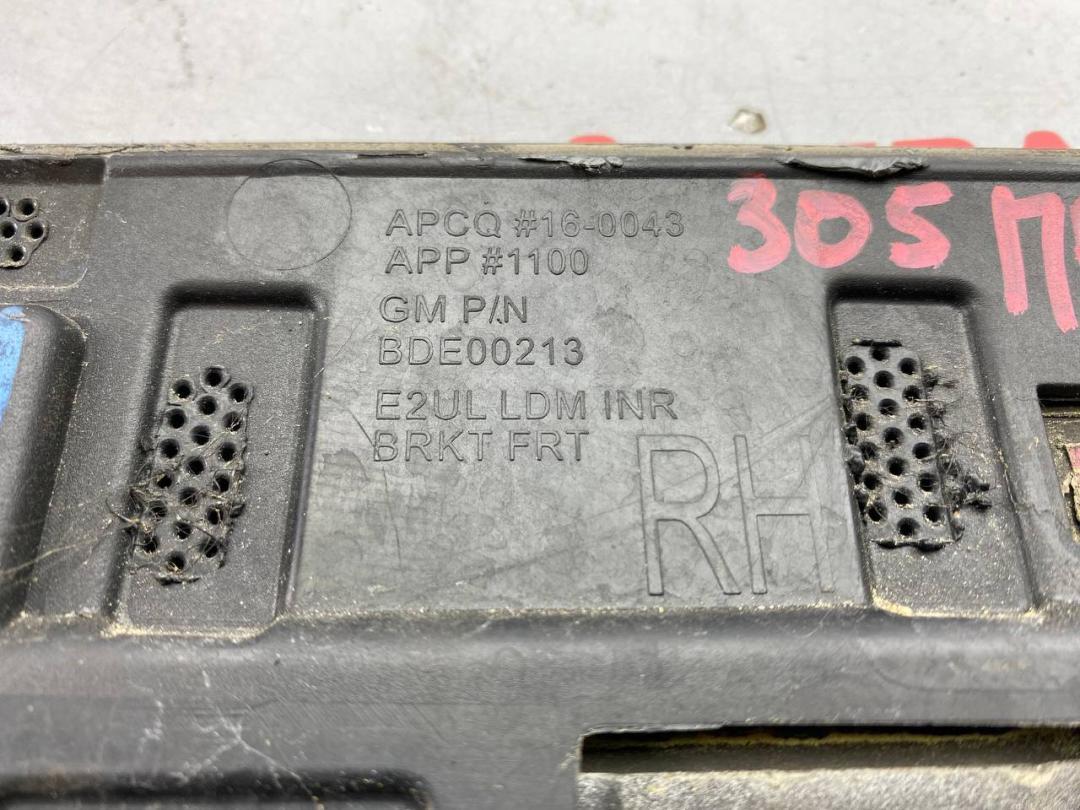 APCQ #16-0043
APP #1100
GM P/N
BDE00213
E2UL LDM INR
BRKT FRT
RH
305